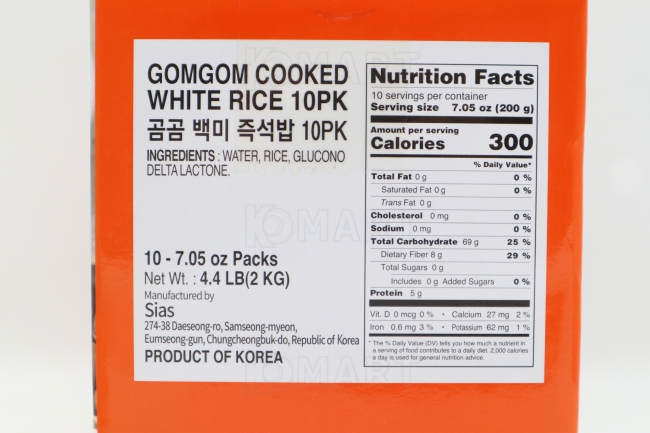 KOMART
GOMGOM COOKED
WHITE RICE 10PK
곰곰 백미 즉석밥 10PK
INGREDIENTS : WATER, RICE, GLUCONO
DELTA LACTONE.
KOMART
10 - 7.05 oz Packs
Net Wt. : 4.4 LB(2 KG)
Manufactured by
Sias
274-38 Daeseong-ro, Samseong-myeon,
Eumseong-gun, Chungcheongbuk-do, Republic of Korea
PRODUCT OF KOREA
KOMART
Nutrition Facts
10 servings per container
Serving size 7.05 oz (200 g)
Amount per serving
Calories 300
% Daily Value*
Total Fat 0 g 0 %
Saturated Fat 0 g 0 %
Trans Fat 0 g
Cholesterol 0 mg 0 %
Sodium 0 mg 0 %
Total Carbohydrate 69 g 25 %
Dietary Fiber 8 g 29 %
Total Sugars 0 g
Includes 0 g Added Sugars 0 %
Protein 5 g
Vit. D 0 mcg 0 % • Calcium 27 mg 2 %
Iron 0.6 mg 3 % • Potassium 62 mg 1 %
* The % Daily Value (DV) tells you how much a nutrient in
a serving of food contributes to a daily diet. 2,000 calories
a day is used for general nutrition advice.